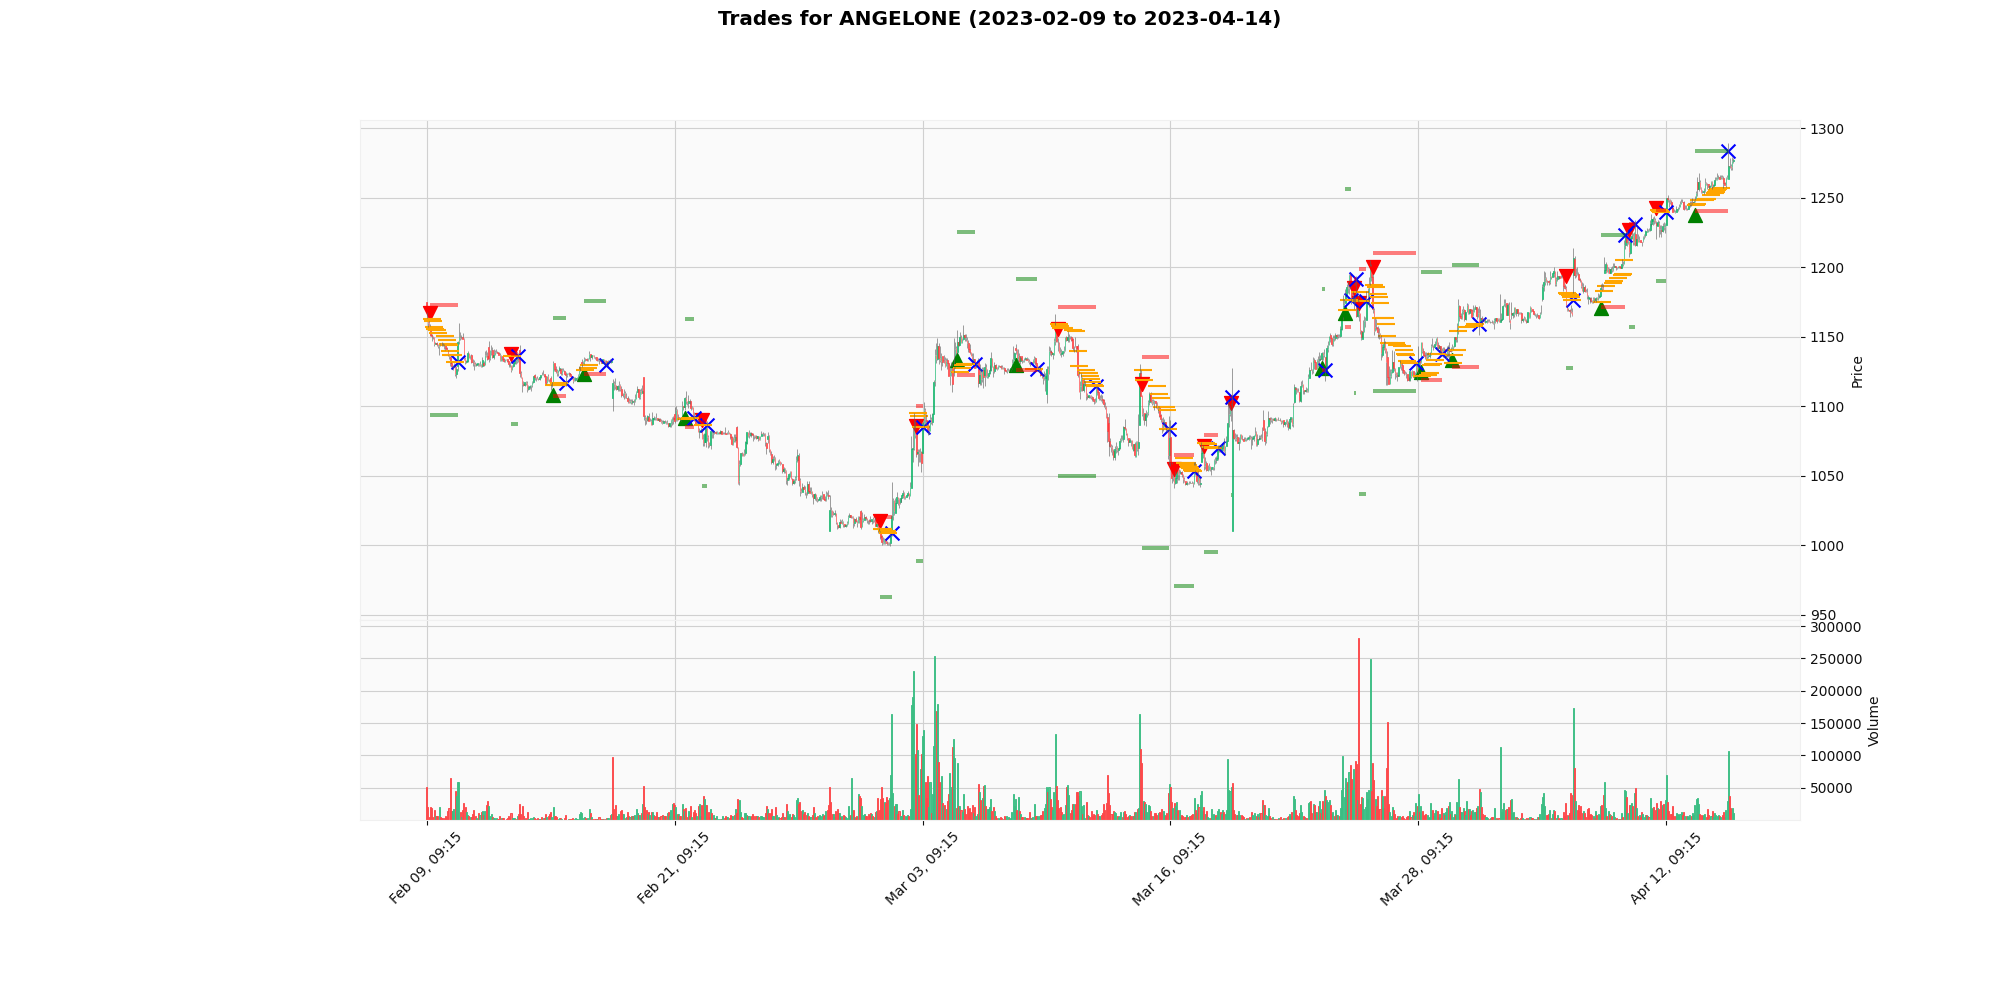 Trades for ANGELONE (2023-02-09 to 2023-04-14)
1300
1250
1200
1150
1100
1050
1000
950
Price
300000
250000
200000
150000
100000
50000
Volume
Feb 09, 09:15
Feb 21, 09:15
Mar 03, 09:15
Mar 16, 09:15
Mar 28, 09:15
Apr 12, 09:15